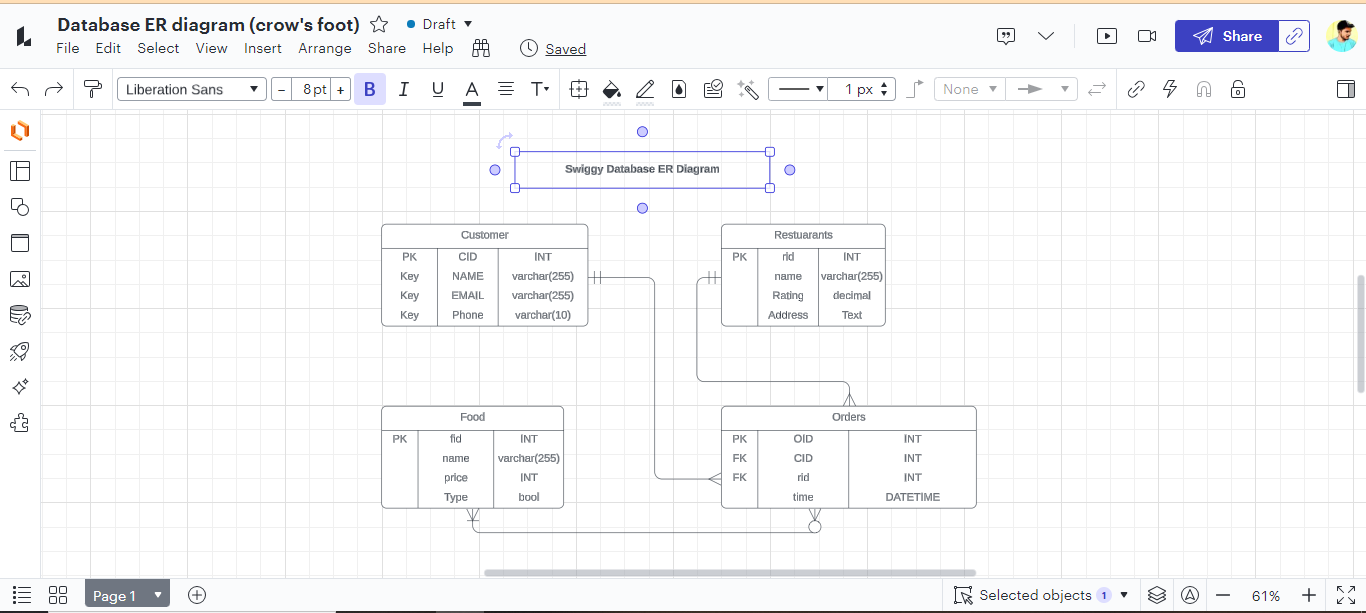 Database ER diagram (crow's foot) Draft
File Edit Select View Insert Arrange Share Help Saved
Share
Liberation Sans - 8 pt + B I U A T 1 px None
Swiggy Database ER Diagram
Customer
PK CID INT
Key NAME varchar(255)
Key EMAIL varchar(255)
Key Phone varchar(10)
Restuarants
PK rid INT
name varchar(255)
Rating decimal
Address Text
Food
PK fid INT
name varchar(255)
price INT
Type bool
Orders
PK OID INT
FK CID INT
FK rid INT
time DATETIME
Page 1 Selected objects 1 61%